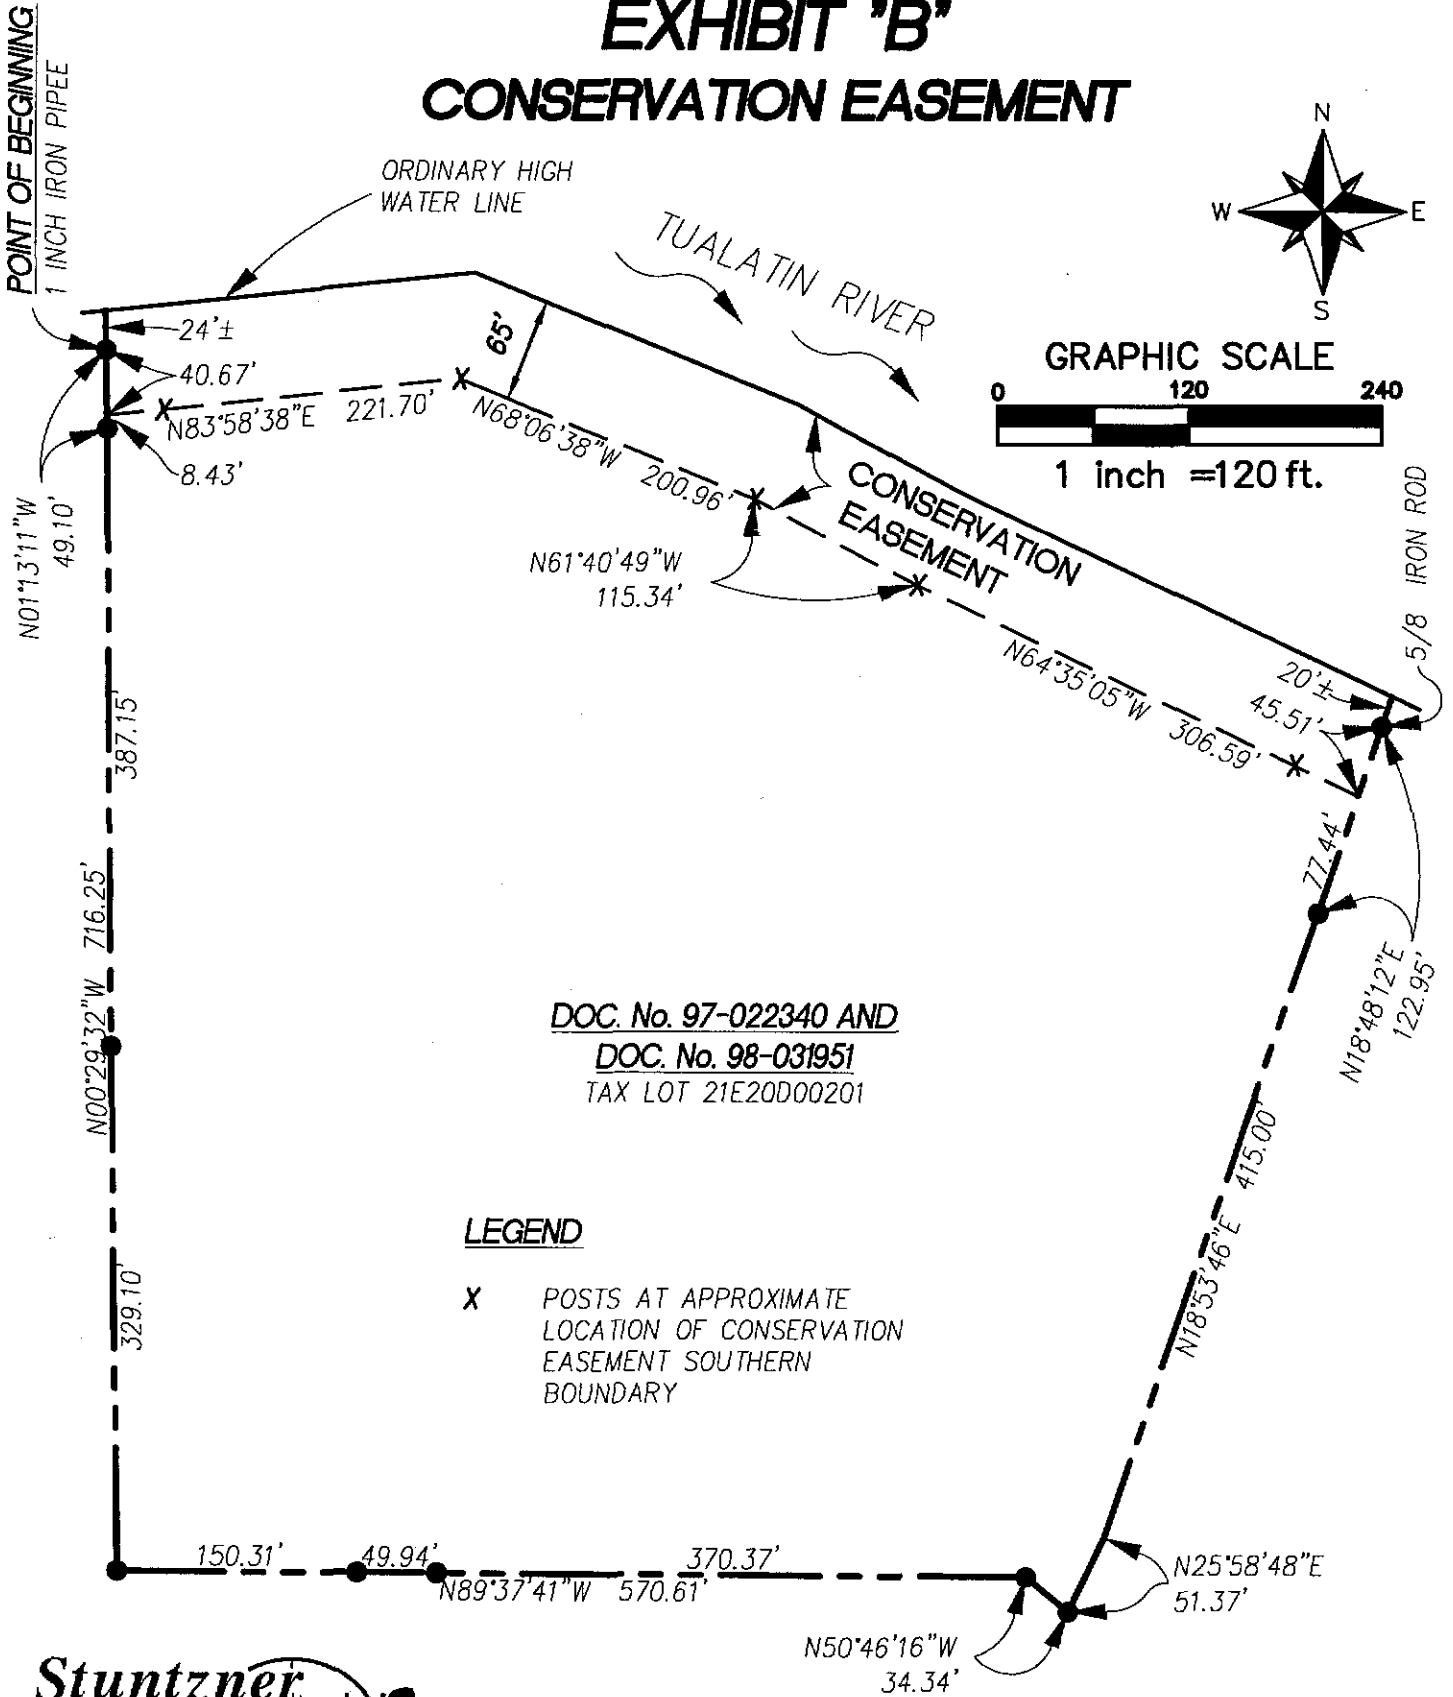 EXHIBIT "B"
CONSERVATION EASEMENT
POINT OF BEGINNING
1 INCH IRON PIPEE
ORDINARY HIGH
WATER LINE
TUALATIN RIVER
N
W
E
S
GRAPHIC SCALE
0 120 240
1 inch =120 ft.
24'±
40.67'
65'
N83°58'38"E 221.70'
8.43'
N01°13'11"W
49.10'
N68°06'38"W 200.96'
CONSERVATION
EASEMENT
N61°40'49"W
115.34'
N64°35'05"W 306.59'
20'±
45.51'
5/8 IRON ROD
77.44'
N18°48'12"E
122.95'
387.15'
N00°29'32"W 716.25'
329.10'
DOC. No. 97-022340 AND
DOC. No. 98-031951
TAX LOT 21E20D00201
N18°53'46"E 415.00'
LEGEND
X POSTS AT APPROXIMATE
LOCATION OF CONSERVATION
EASEMENT SOUTHERN
BOUNDARY
150.31'
49.94'
370.37'
N89°37'41"W 570.61'
N25°58'48"E
51.37'
N50°46'16"W
34.34'
Stuntzner